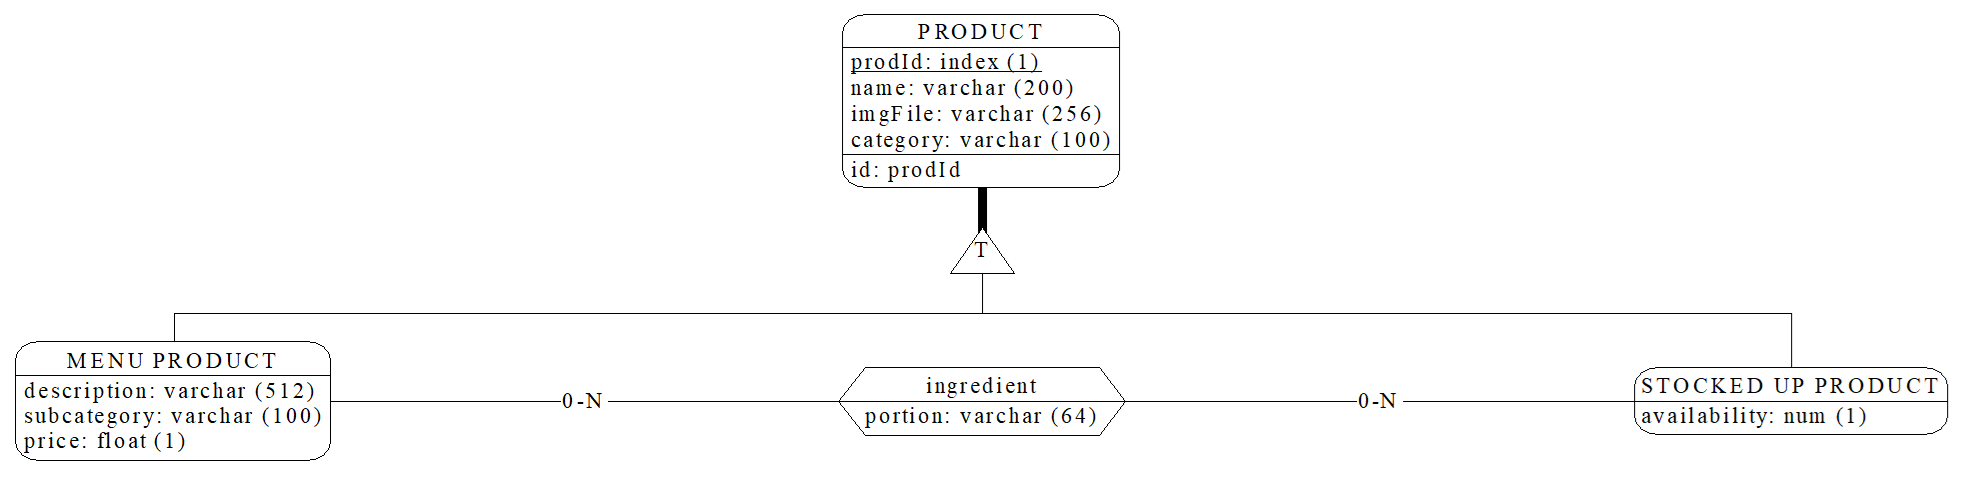 PRODUCT
prodId: index (1)
name: varchar (200)
imgFile: varchar (256)
category: varchar (100)
id: prodId
T
MENU PRODUCT
description: varchar (512)
subcategory: varchar (100)
price: float (1)
0-N
ingredient
portion: varchar (64)
0-N
STOCKED UP PRODUCT
availability: num (1)